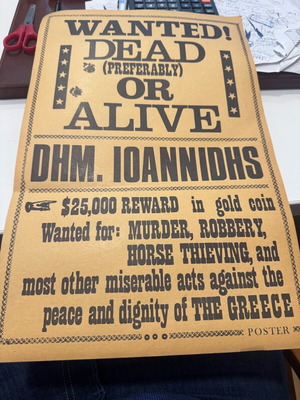 WANTED!
DEAD
(PREFERABLY)
OR
ALIVE
DHM. IOANNIDHS
$25,000 REWARD in gold coin
Wanted for: MURDER, ROBBERY,
HORSE THIEVING, and
most other miserable acts against the
peace and dignity of THE GREECE
POSTER